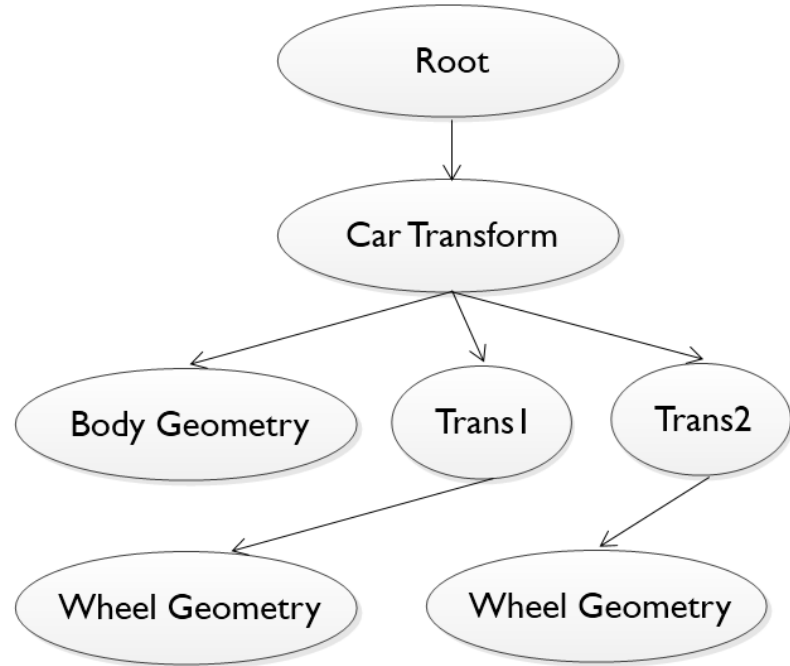 Root
Car Transform
Body Geometry
Trans1
Trans2
Wheel Geometry
Wheel Geometry